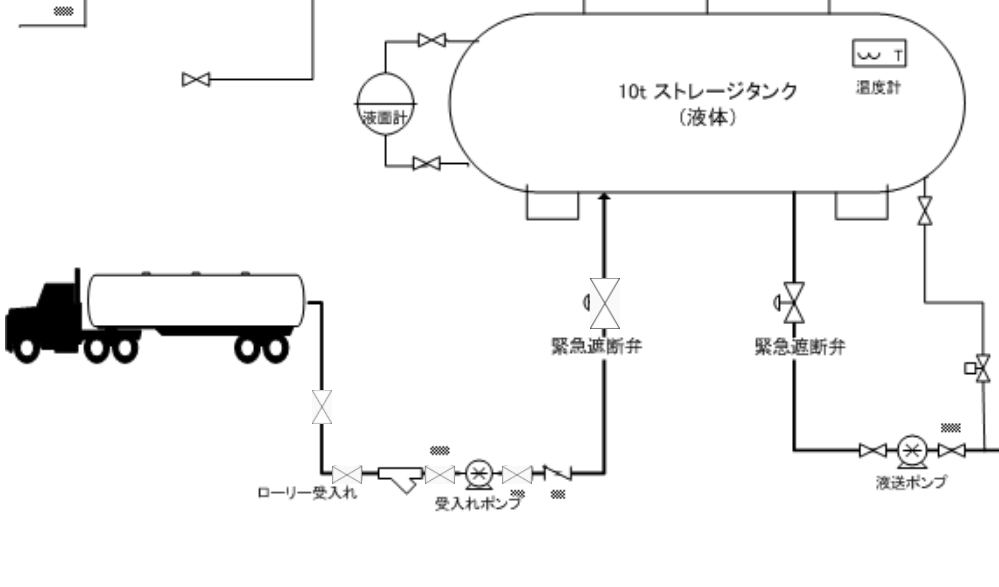 温度計
10t ストレージタンク
(液体)
液面計
T
緊急遮断弁
緊急遮断弁
ローリー受入れ
受入れポンプ
液送ポンプ